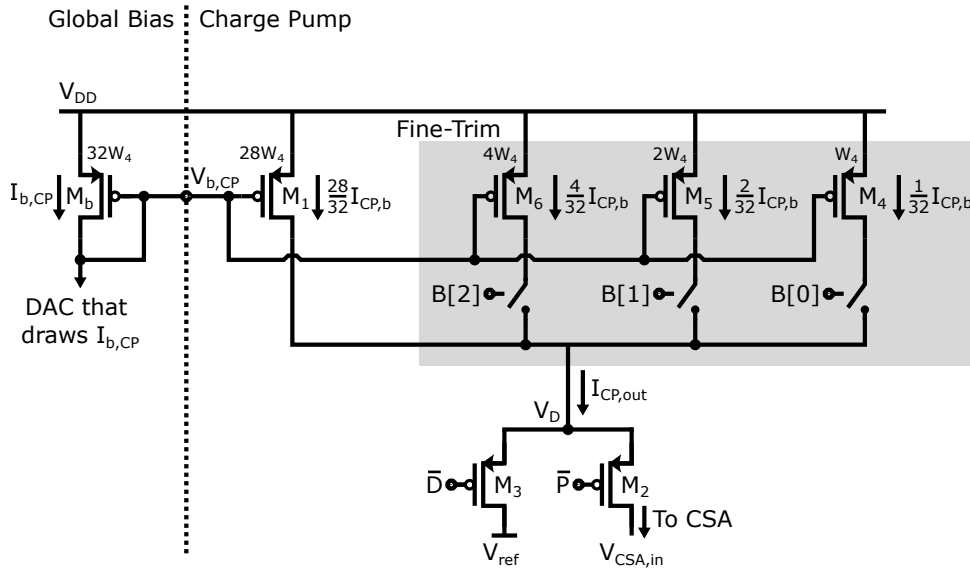 Global Bias
Charge Pump
V_DD
Fine-Trim
32W_4
28W_4
4W_4
2W_4
W_4
V_b,CP
I_b,CP
M_b
M_1
28/32 I_CP,b
M_6
4/32 I_CP,b
M_5
2/32 I_CP,b
M_4
1/32 I_CP,b
B[2]
B[1]
B[0]
DAC that
draws I_b,CP
I_CP,out
V_D
D̅
M_3
P̅
M_2
To CSA
V_ref
V_CSA,in